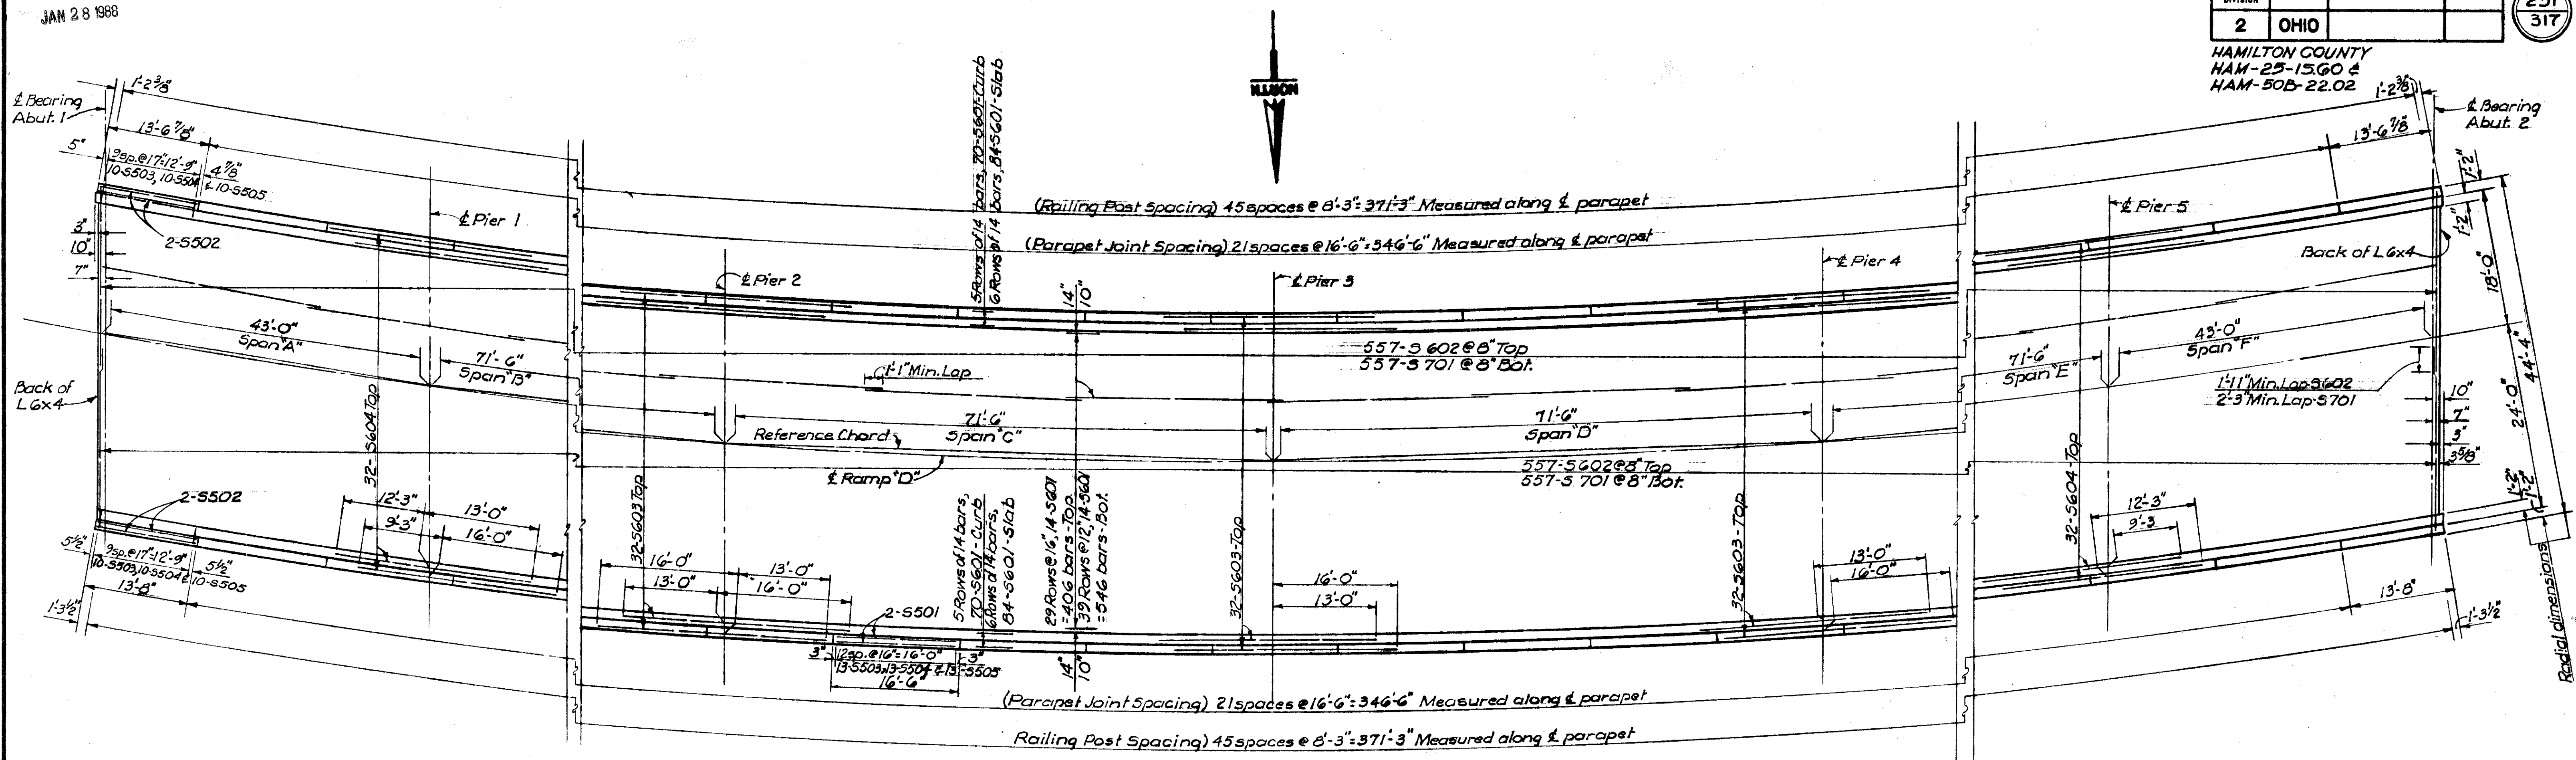 JAN 28 1986
DIVISION
2 OHIO
317
HAMILTON COUNTY
HAM-25-15.60 &
HAM-50B-22.02
℄ Bearing
Abut. 1
1'-2⅜"
13'-6⅞"
5"
9sp.@17"=12'-9"
10-S503, 10-S504
& 10-S505
4⅞"
2-S502
3"
10"
7"
℄ Pier 1
43'-0"
Span "A"
71'-6"
Span "B"
Back of
L6x4
32-S604 Top
2-S502
12'-3"
13'-0"
9'-3"
16'-0"
5½"
9sp.@17"=12'-9"
10-S503, 10-S504 &
10-S505
5½"
13'-8"
1'-3½"
5 Rows of 14 bars, 70-S601-Curb
6 Rows of 14 bars, 84-S601-Slab
NORTH
(Railing Post Spacing) 45 spaces @ 8'-3"=371'-3" Measured along ℄ parapet
(Parapet Joint Spacing) 21 spaces @ 16'-6"=346'-6" Measured along ℄ parapet
℄ Pier 2
14"
10"
℄ Pier 3
℄ Pier 4
557-S602 @ 8" Top
557-S701 @ 8" Bot.
1'-1" Min. Lap
71'-6"
Span "C"
71'-6"
Span "D"
Reference Chord
℄ Ramp "D"
557-S602 @ 8" Top
557-S701 @ 8" Bot.
32-S603 Top
16'-0"
13'-0"
13'-0"
16'-0"
2-S501
5 Rows of 14 bars,
70-S601-Curb
6 Rows of 14 bars,
84-S601-Slab
29 Rows @ 16", 14-S601
=406 bars-Top
39 Rows @ 12", 14-S601
=546 bars-Bot.
32-S603-Top
16'-0"
13'-0"
32-S603-Top
13'-0"
16'-0"
3"
12sp.@16"=16'-0"
3"
13-S503, 13-S504 & 13-S505
16'-6"
14"
10"
(Parapet Joint Spacing) 21 spaces @ 16'-6"=346'-6" Measured along ℄ parapet
Railing Post Spacing) 45 spaces @ 8'-3"=371'-3" Measured along ℄ parapet
1'-2⅜"
℄ Bearing
Abut. 2
13'-6⅞"
1'-2"
1'-2"
℄ Pier 5
Back of L6x4
18'-0"
43'-0"
Span "F"
71'-6"
Span "E"
44'-4"
24'-0"
1'-11" Min. Lap-S602
2'-3" Min. Lap-S701
10"
7"
3"
3⅝"
32-S604-Top
12'-3"
9'-3
1'-2"
1'-2"
13'-8"
1'-3½"
Radial dimensions